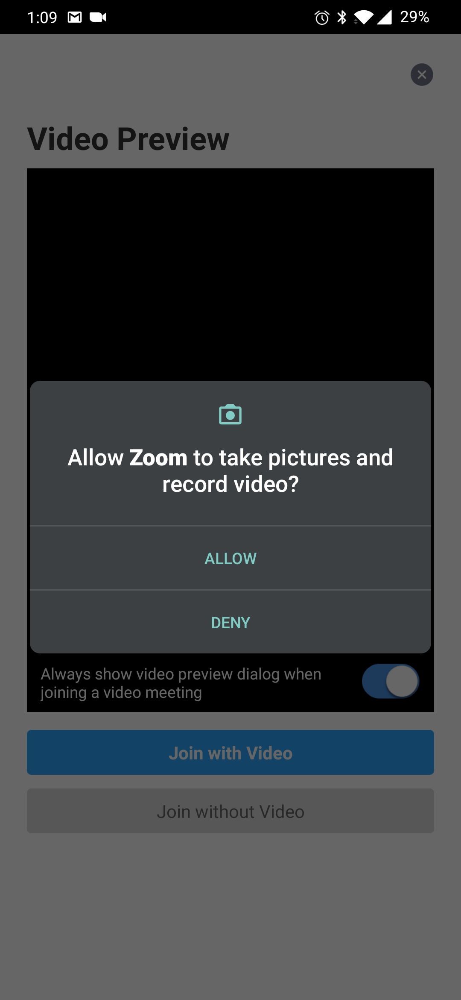 1:09 29%
Video Preview
Allow Zoom to take pictures and
record video?
ALLOW
DENY
Always show video preview dialog when
joining a video meeting
Join with Video
Join without Video